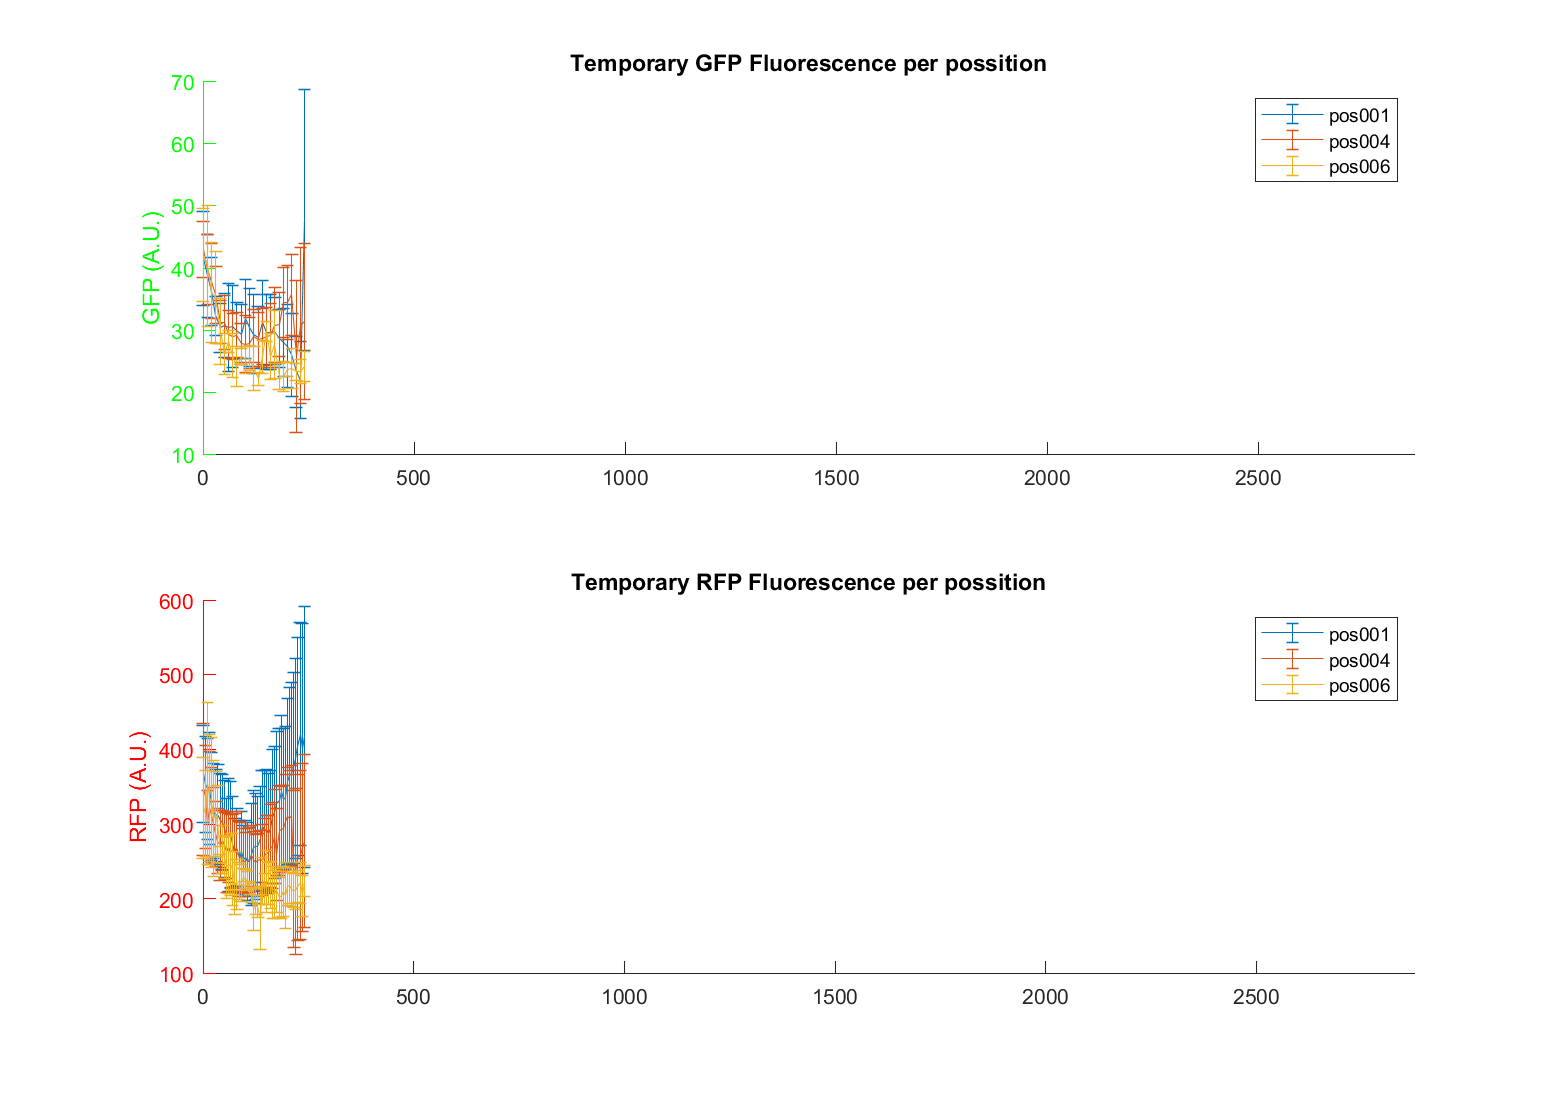 Temporary GFP Fluorescence per possition
70
60
50
40
30
20
10
GFP (A.U.)
0 500 1000 1500 2000 2500
pos001
pos004
pos006
Temporary RFP Fluorescence per possition
600
500
400
300
200
100
RFP (A.U.)
0 500 1000 1500 2000 2500
pos001
pos004
pos006